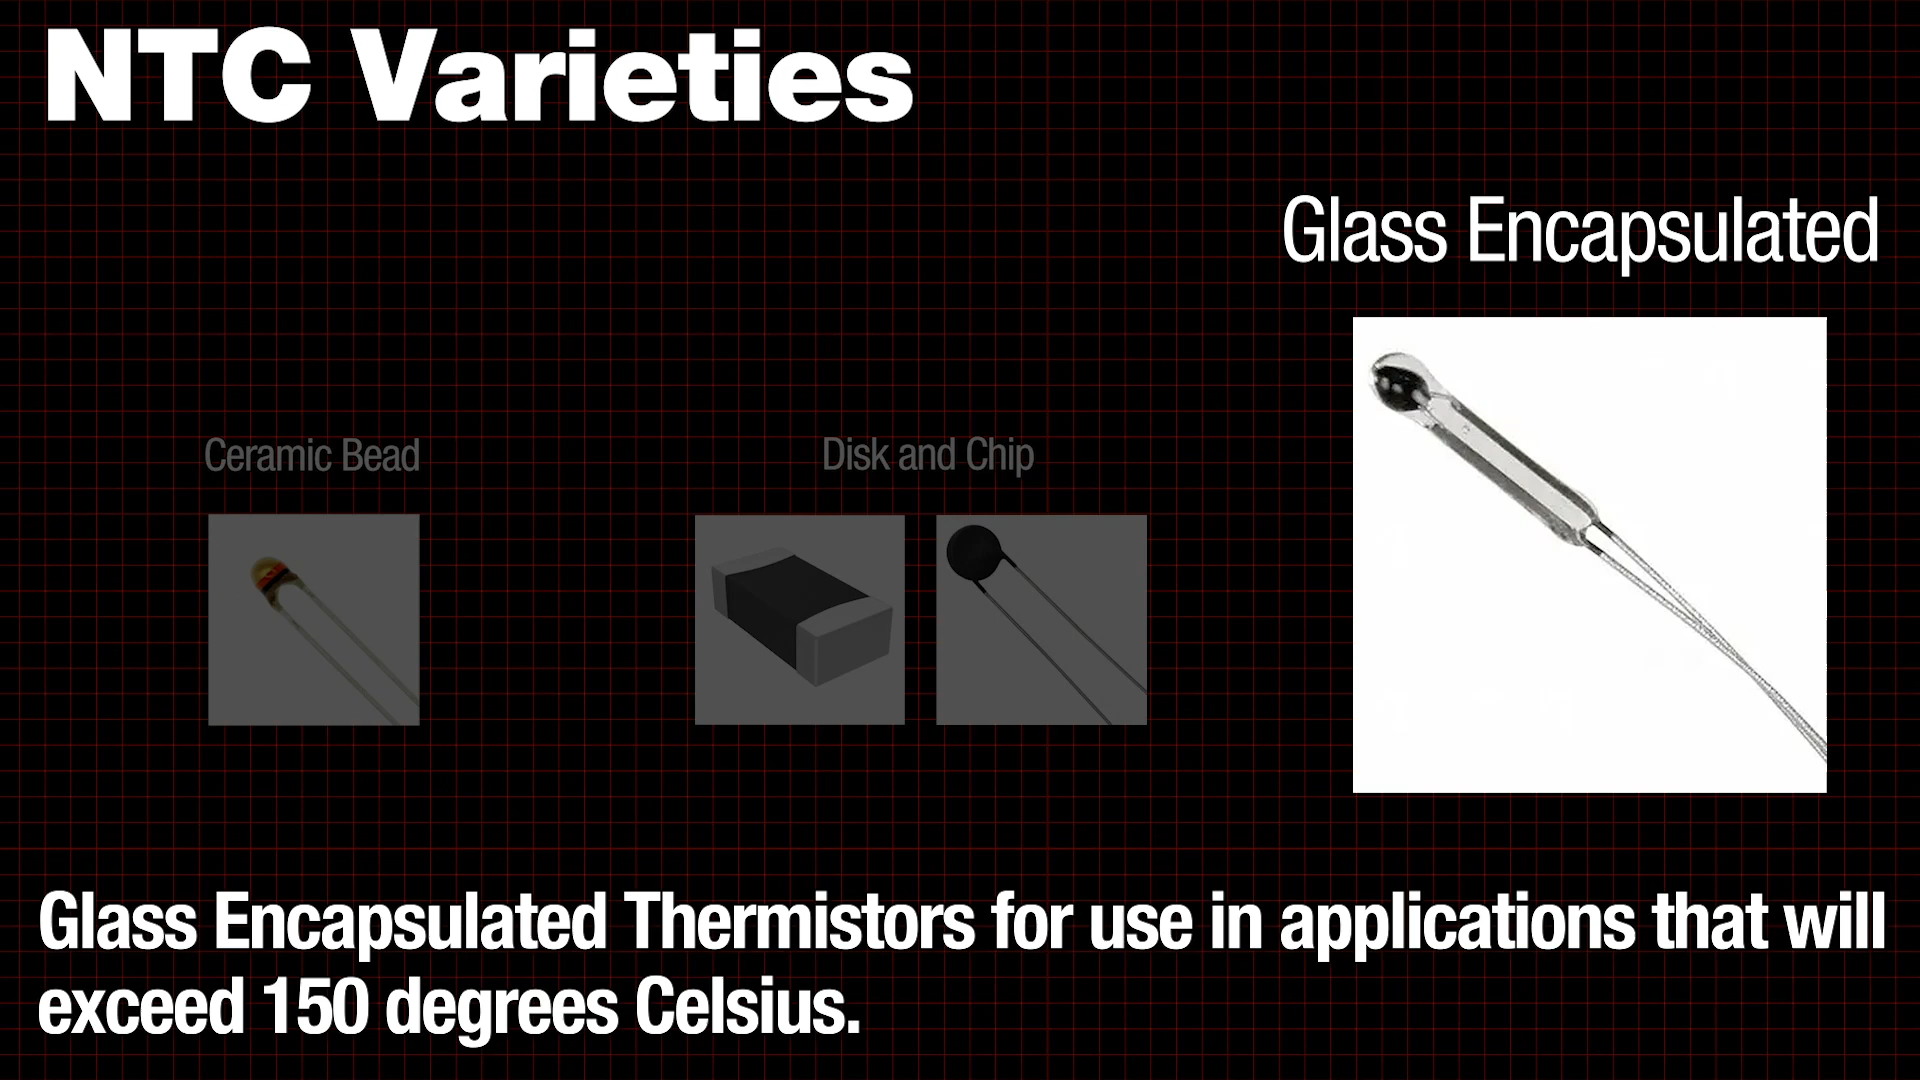 NTC Varieties
Glass Encapsulated
Ceramic Bead
Disk and Chip
Glass Encapsulated Thermistors for use in applications that will
exceed 150 degrees Celsius.